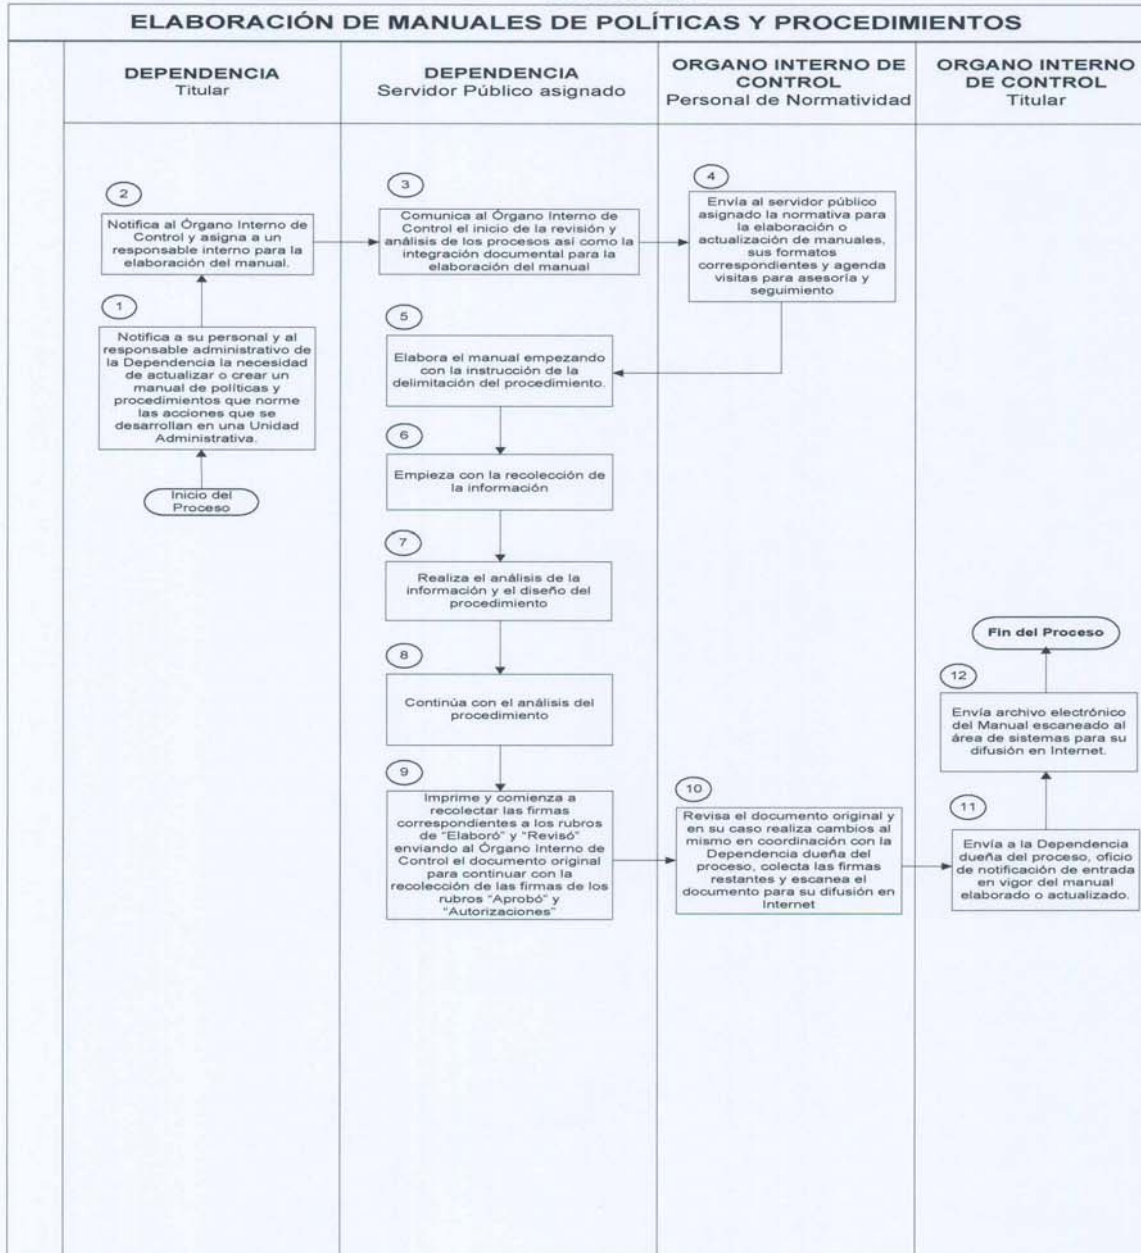 ELABORACIÓN DE MANUALES DE POLÍTICAS Y PROCEDIMIENTOS
DEPENDENCIA
Titular
DEPENDENCIA
Servidor Público asignado
ORGANO INTERNO DE
CONTROL
Personal de Normatividad
ORGANO INTERNO
DE CONTROL
Titular
2
Notifica al Órgano Interno de
Control y asigna a un
responsable interno para la
elaboración del manual.
1
Notifica a su personal y al
responsable administrativo de
la Dependencia la necesidad
de actualizar o crear un
manual de políticas y
procedimientos que norme
las acciones que se
desarrollan en una Unidad
Administrativa.
Inicio del
Proceso
3
Comunica al Órgano Interno de
Control el inicio de la revisión y
análisis de los procesos así como la
integración documental para la
elaboración del manual
4
Envía al servidor público
asignado la normativa para
la elaboración o
actualización de manuales,
sus formatos
correspondientes y agenda
visitas para asesoría y
seguimiento
5
Elabora el manual empezando
con la instrucción de la
delimitación del procedimiento.
6
Empieza con la recolección de
la información
7
Realiza el análisis de la
información y el diseño del
procedimiento
8
Continúa con el análisis del
procedimiento
9
Imprime y comienza a
recolectar las firmas
correspondientes a los rubros
de “Elaboró” y “Revisó”
enviando al Órgano Interno
de Control el documento original
para continuar con la
recolección de las firmas de los
rubros “Aprobó” y
“Autorizaciones”
10
Revisa el documento original y
en su caso realiza cambios al
mismo en coordinación con la
Dependencia dueña del
proceso, colecta las firmas
restantes y escanea el
documento para su difusión en
Internet
11
Envía a la Dependencia
dueña del proceso, oficio
de notificación de entrada
en vigor del manual
elaborado o actualizado.
12
Envía archivo electrónico
del Manual escaneado al
área de sistemas para su
difusión en Internet.
Fin del Proceso